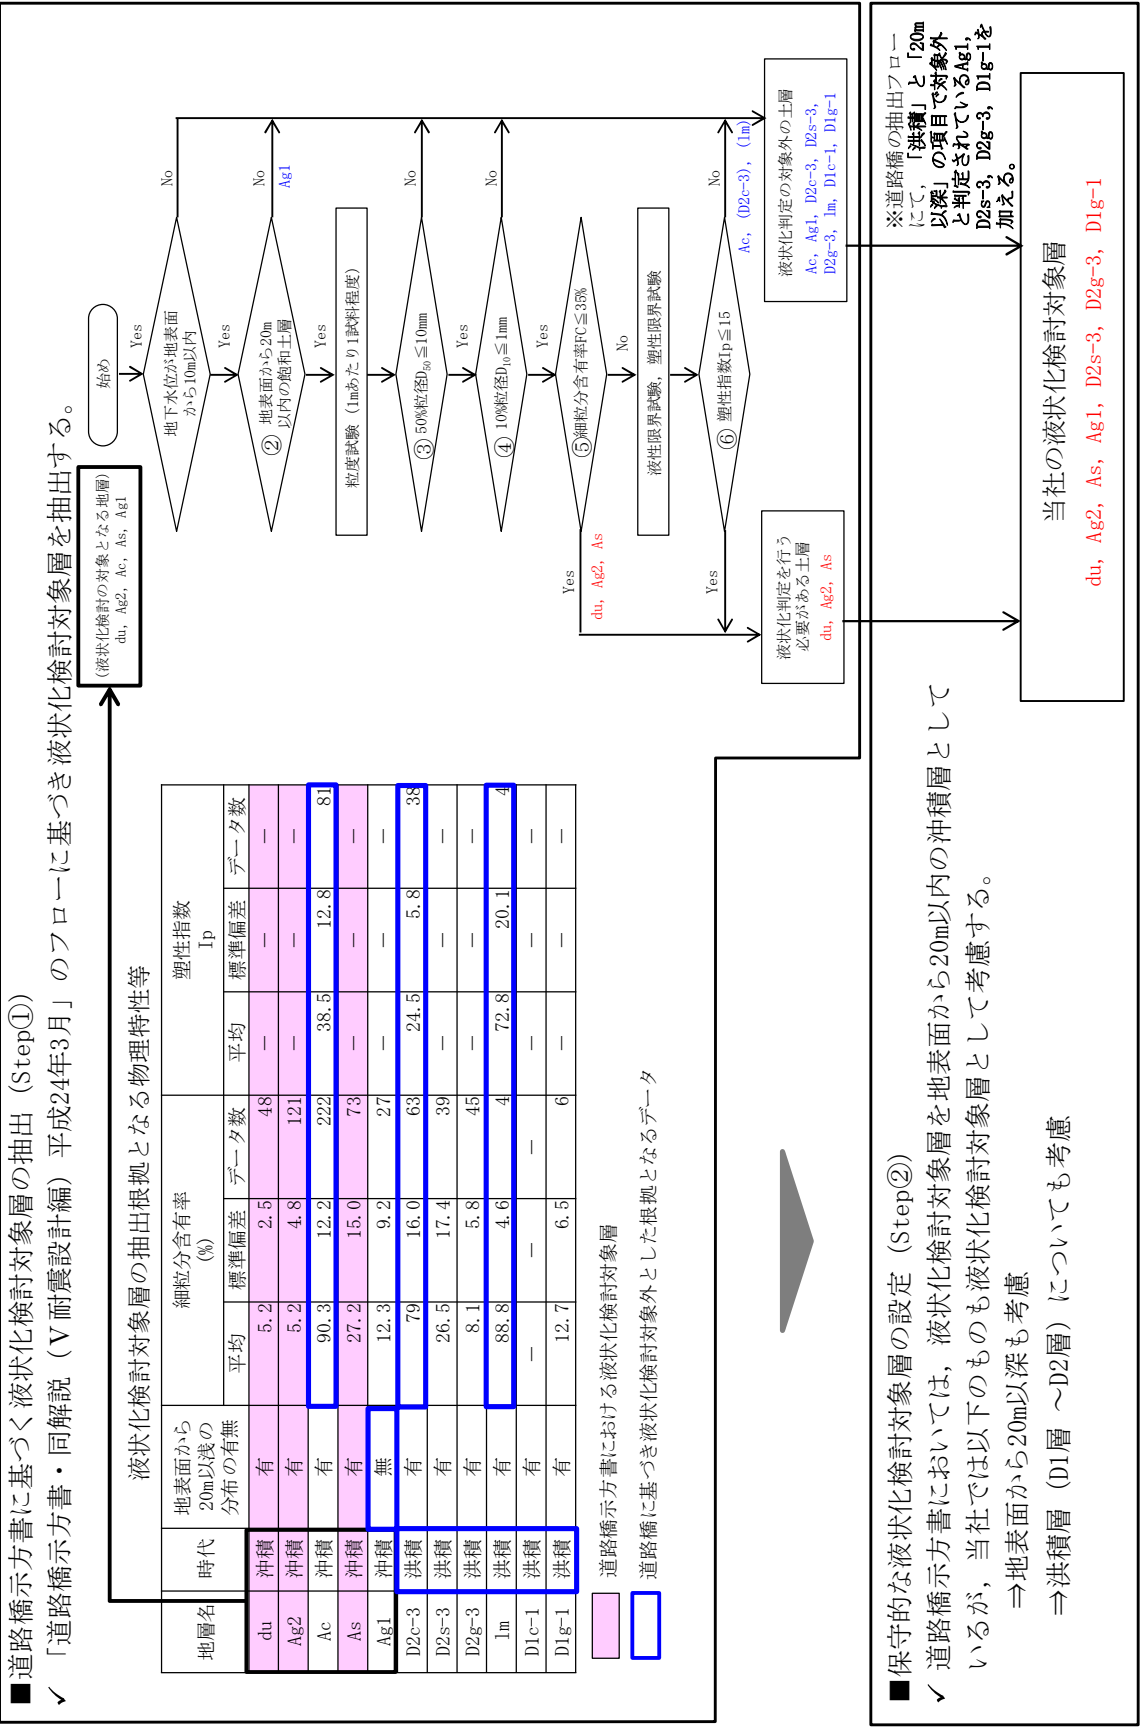 ■道路橋示方書に基づく液状化検討対象層の抽出（Step①）
✓ 「道路橋示方書・同解説（Ⅴ耐震設計編）平成24年3月」のフローに基づき液状化検討対象層を抽出する。
液状化検討対象層の抽出根拠となる物理特性等
地層名 時代 地表面から20m以浅の分布の有無 細粒分含有率(%) 塑性指数Ip
平均 標準偏差 データ数 平均 標準偏差 データ数
du 沖積 有 5.2 2.5 48 － － －
Ag2 沖積 有 5.2 4.8 121 － － －
Ac 沖積 有 90.3 12.2 222 38.5 12.8 81
As 沖積 有 27.2 15.0 73 － － －
Ag1 沖積 無 12.3 9.2 27 － － －
D2c-3 洪積 有 79 16.0 63 24.5 5.8 38
D2s-3 洪積 有 26.5 17.4 39 － － －
D2g-3 洪積 有 8.1 5.8 45 － － －
lm 洪積 有 88.8 4.6 4 72.8 20.1 4
D1c-1 洪積 有 － － － － － －
D1g-1 洪積 有 12.7 6.5 6 － － －
道路橋示方書における液状化検討対象層
道路橋に基づき液状化検討対象外とした根拠となるデータ
（液状化検討の対象となる地層）
du, Ag2, Ac, As, Ag1
始め
Yes
地下水位が地表面
から10m以内
No
Yes
② 地表面から20m
以内の飽和土層
No
Ag1
Yes
粒度試験（1mあたり1試料程度）
③ 50%粒径D₅₀≦10mm
No
Yes
④ 10%粒径D₁₀≦1mm
No
Yes
⑤細粒分含有率FC≦35%
Yes
du, Ag2, As
No
液性限界試験，塑性限界試験
⑥ 塑性指数Ip≦15
Yes
No
Ac, (D2c-3), (lm)
液状化判定を行う
必要がある土層
du, Ag2, As
液状化判定の対象外の土層
Ac, Ag1, D2c-3, D2s-3,
D2g-3, lm, D1c-1, D1g-1
■保守的な液状化検討対象層の設定（Step②）
✓ 道路橋示方書においては，液状化検討対象層を地表面から20m以内の沖積層として
いるが，当社では以下のものも液状化検討対象層として考慮する。
⇒地表面から20m以深も考慮
⇒洪積層（D1層 ～D2層）についても考慮
※道路橋の抽出フロー
にて，「洪積」と「20m
以深」の項目で対象外
と判定されているAg1,
D2s-3, D2g-3, D1g-1を
加える。
当社の液状化検討対象層
du, Ag2, As, Ag1, D2s-3, D2g-3, D1g-1